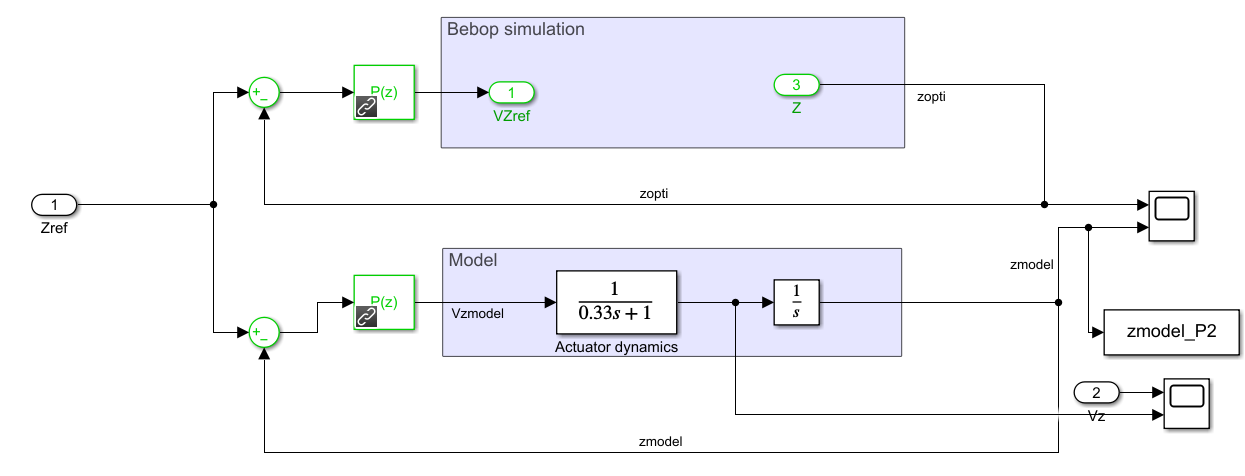 Bebop simulation
+
_
P(z)
1
VZref
3
Z
zopti
zopti
1
Zref
Model
zmodel
+
_
P(z)
Vzmodel
1
0.33s + 1
Actuator dynamics
1
s
zmodel_P2
2
Vz
zmodel